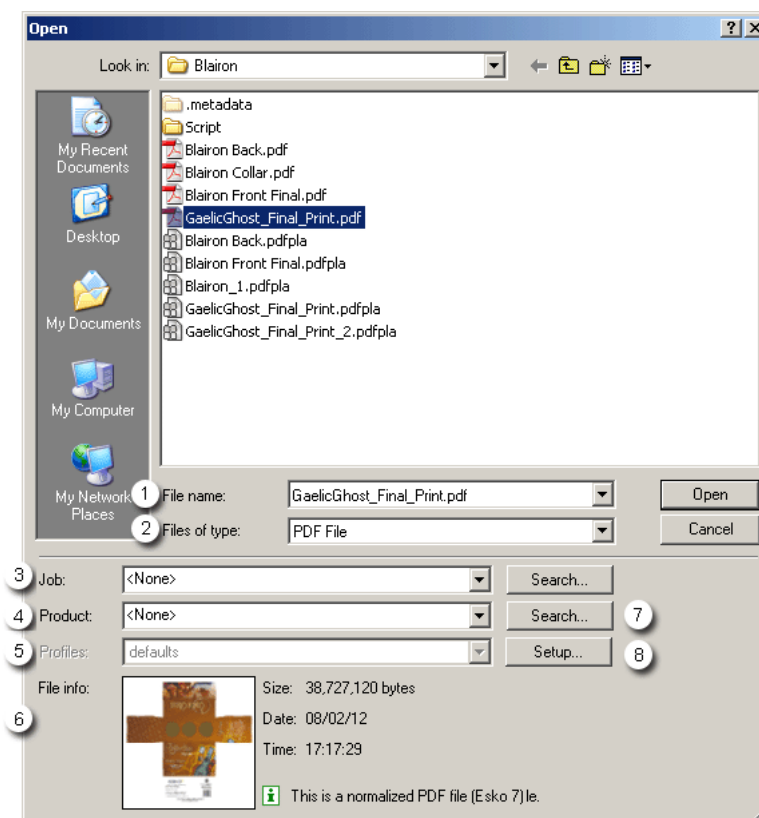 Open
Look in: Blairon
.metadata
Script
Blairon Back.pdf
Blairon Collar.pdf
Blairon Front Final.pdf
GaelicGhost_Final_Print.pdf
Blairon Back.pdfpla
Blairon Front Final.pdfpla
Blairon_1.pdfpla
GaelicGhost_Final_Print.pdfpla
GaelicGhost_Final_Print_2.pdfpla
My Recent
Documents
Desktop
My Documents
My Computer
My Network
Places
1 File name: GaelicGhost_Final_Print.pdf Open
2 Files of type: PDF File Cancel
3 Job: <None> Search...
4 Product: <None> Search... 7
5 Profiles: defaults Setup... 8
File info: Size: 38,727,120 bytes
6 Date: 08/02/12
Time: 17:17:29
This is a normalized PDF file (Esko 7)le.